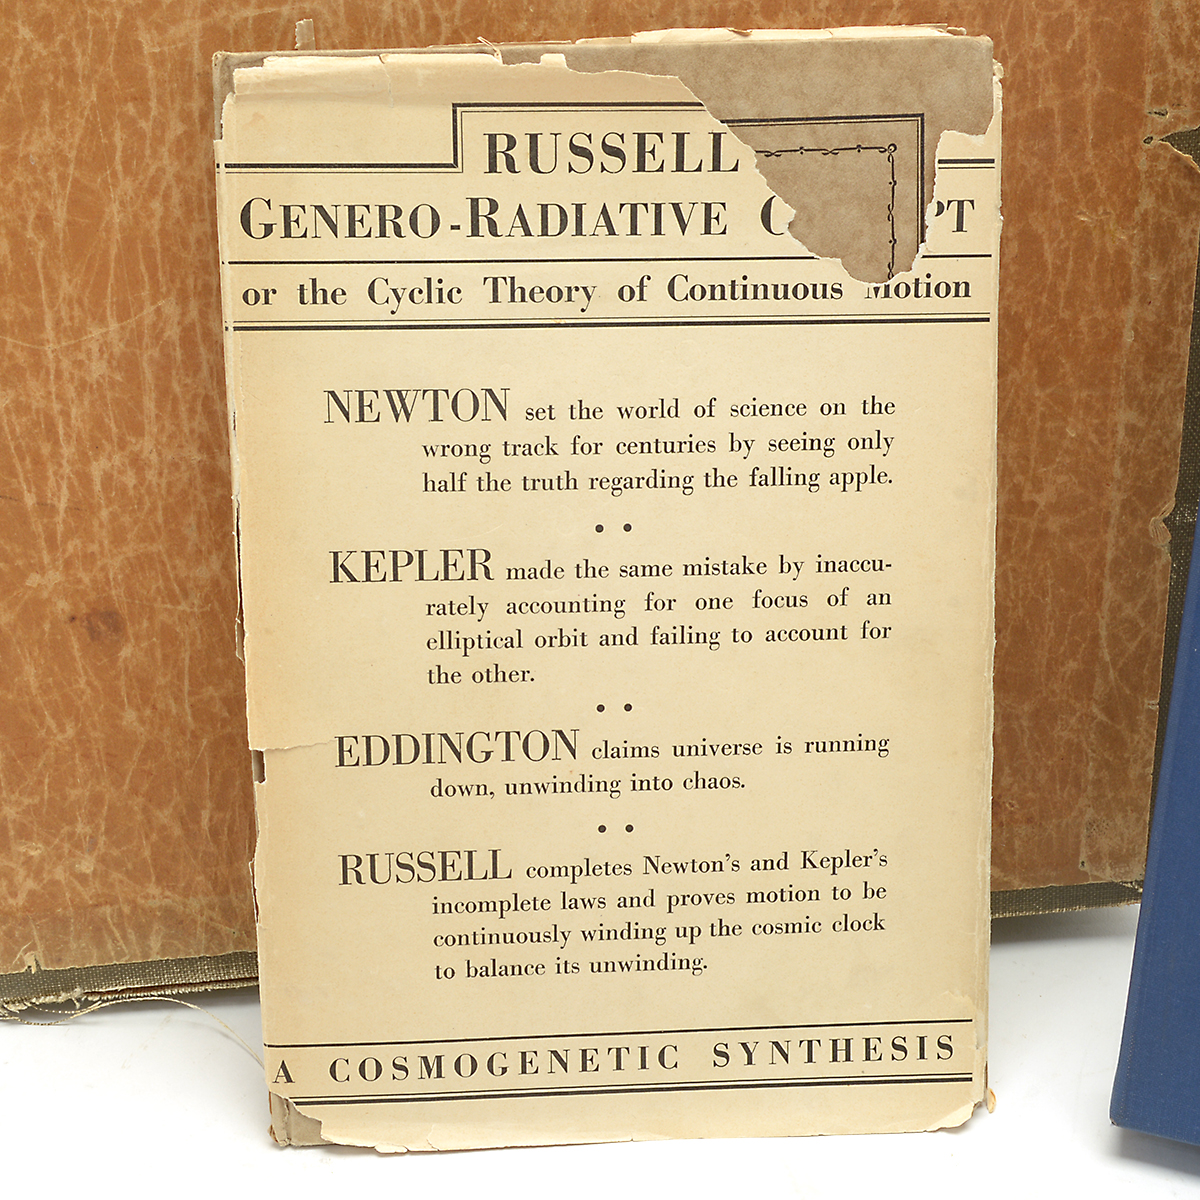 RUSSELL
GENERO-RADIATIVE
or the Cyclic Theory of Continuous Motion
NEWTON set the world of science on the
wrong track for centuries by seeing only
half the truth regarding the falling apple.
KEPLER made the same mistake by inaccu-
rately accounting for one focus of an
elliptical orbit and failing to account for
the other.
EDDINGTON claims universe is running
down, unwinding into chaos.
RUSSELL completes Newton's and Kepler's
incomplete laws and proves motion to be
continuously winding up the cosmic clock
to balance its unwinding.
A COSMOGENETIC SYNTHESIS